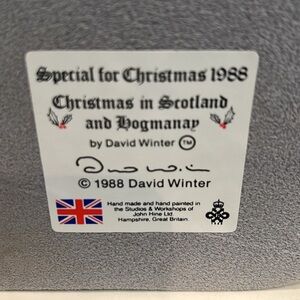 Special for Christmas 1988
Christmas in Scotland
and Hogmanay
by David Winter TM
© 1988 David Winter
Hand made and hand painted in
the Studios & Workshops of
John Hine Ltd.
Hampshire, Great Britain.